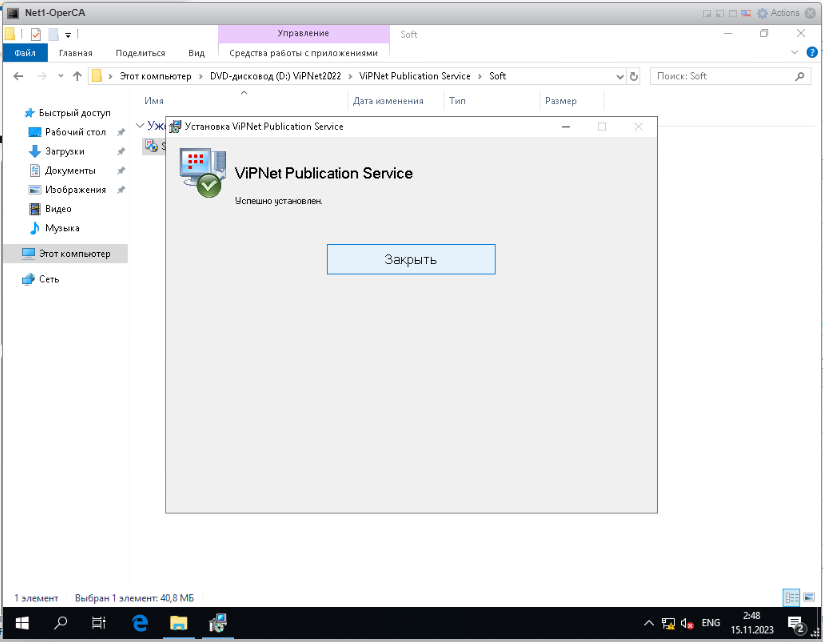 Net1-OperCA
Actions
Управление
Soft
Файл
Главная
Поделиться
Вид
Средства работы с приложениями
Этот компьютер > DVD-дисковод (D:) ViPNet2022 > ViPNet Publication Service > Soft
Поиск: Soft
Имя
Дата изменения
Тип
Размер
Быстрый доступ
Рабочий стол
Загрузки
Документы
Изображения
Видео
Музыка
Этот компьютер
Сеть
Установка ViPNet Publication Service
ViPNet Publication Service
Успешно установлен.
Закрыть
1 элемент
Выбран 1 элемент: 40,8 МБ
ENG
2:48
15.11.2023
2